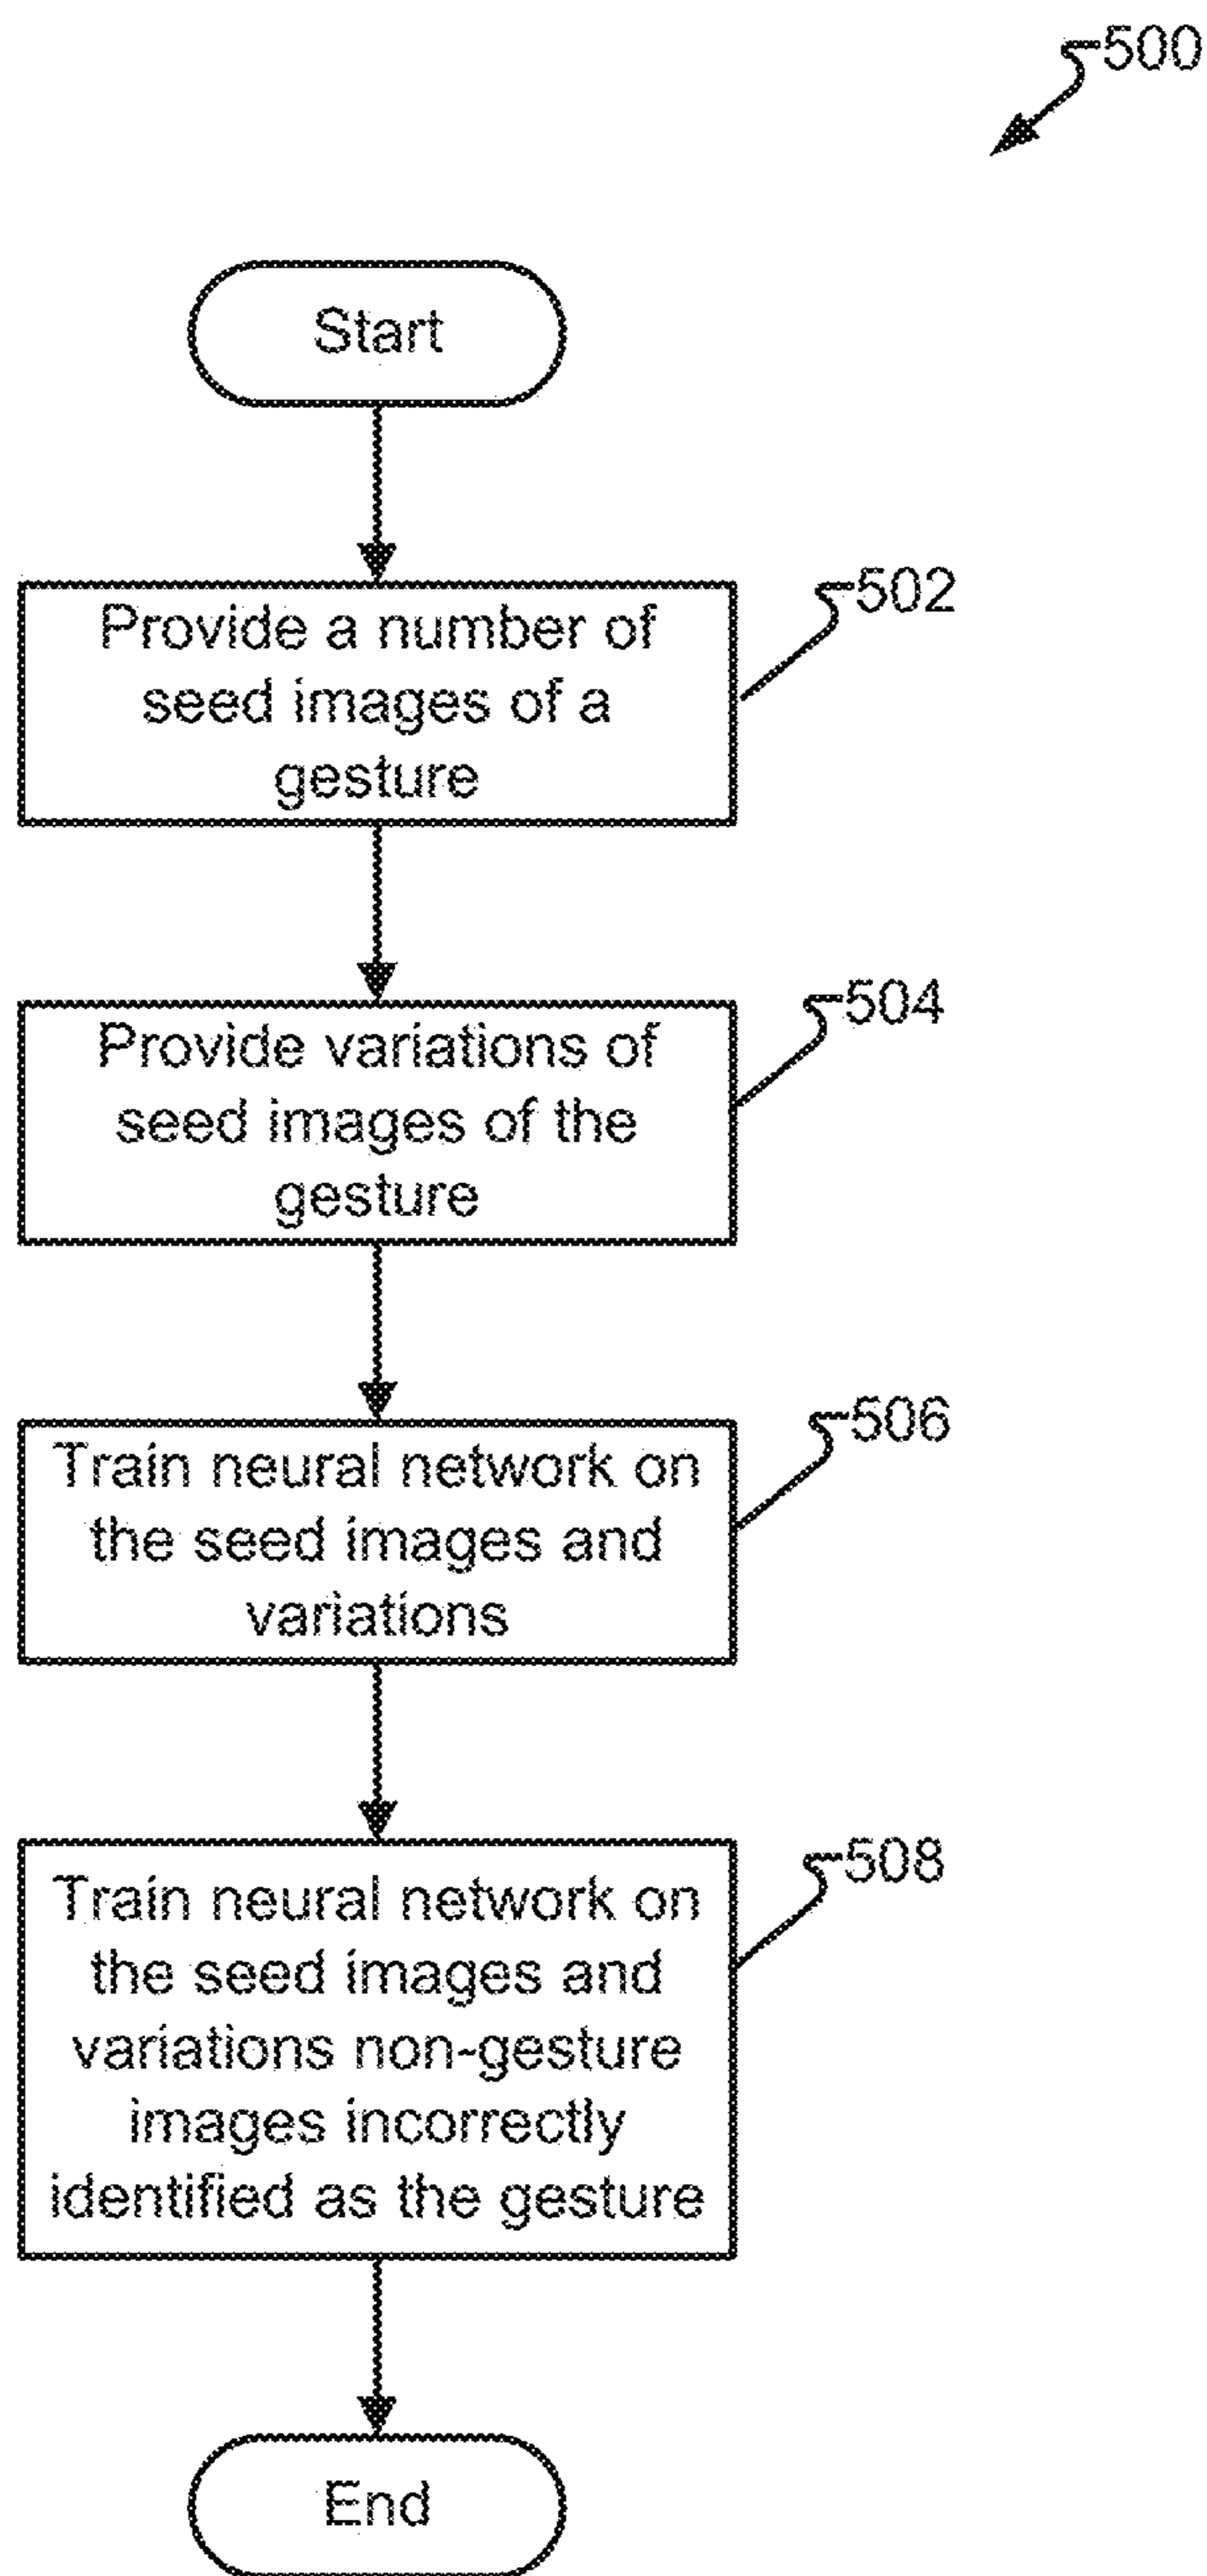 500
Start
Provide a number of
seed images of a
gesture
502
Provide variations of
seed images of the
gesture
504
Train neural network on
the seed images and
variations
506
Train neural network on
the seed images and
variations non-gesture
images incorrectly
identified as the gesture
508
End